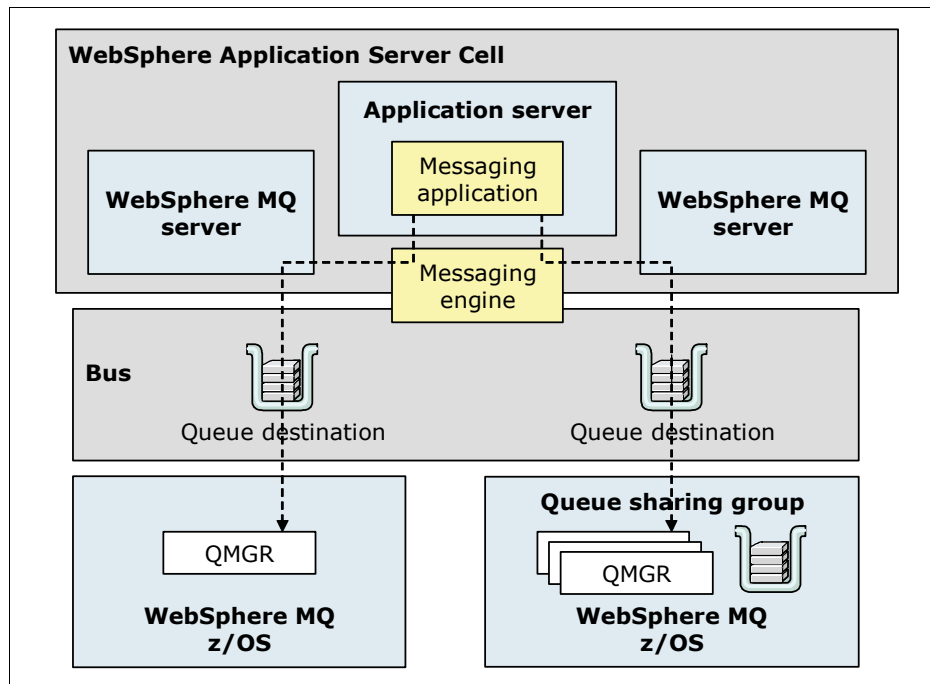 WebSphere Application Server Cell
Application server
Messaging
application
WebSphere MQ
server
WebSphere MQ
server
Messaging
engine
Bus
Queue destination
Queue destination
QMGR
WebSphere MQ
z/OS
Queue sharing group
QMGR
WebSphere MQ
z/OS